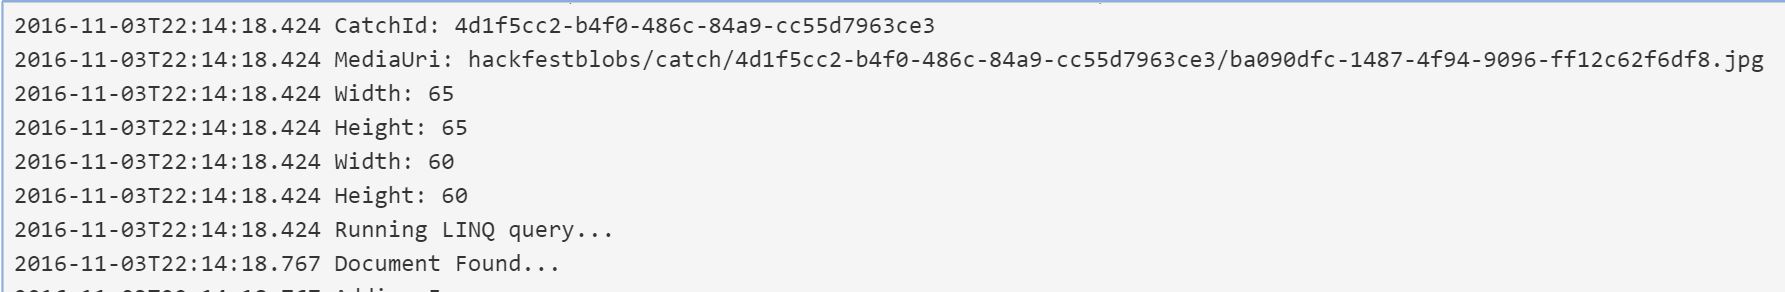 2016-11-03T22:14:18.424 CatchId: 4d1f5cc2-b4f0-486c-84a9-cc55d7963ce3
2016-11-03T22:14:18.424 MediaUri: hackfestblobs/catch/4d1f5cc2-b4f0-486c-84a9-cc55d7963ce3/ba090dfc-1487-4f94-9096-ff12c62f6df8.jpg
2016-11-03T22:14:18.424 Width: 65
2016-11-03T22:14:18.424 Height: 65
2016-11-03T22:14:18.424 Width: 60
2016-11-03T22:14:18.424 Height: 60
2016-11-03T22:14:18.424 Running LINQ query...
2016-11-03T22:14:18.767 Document Found...